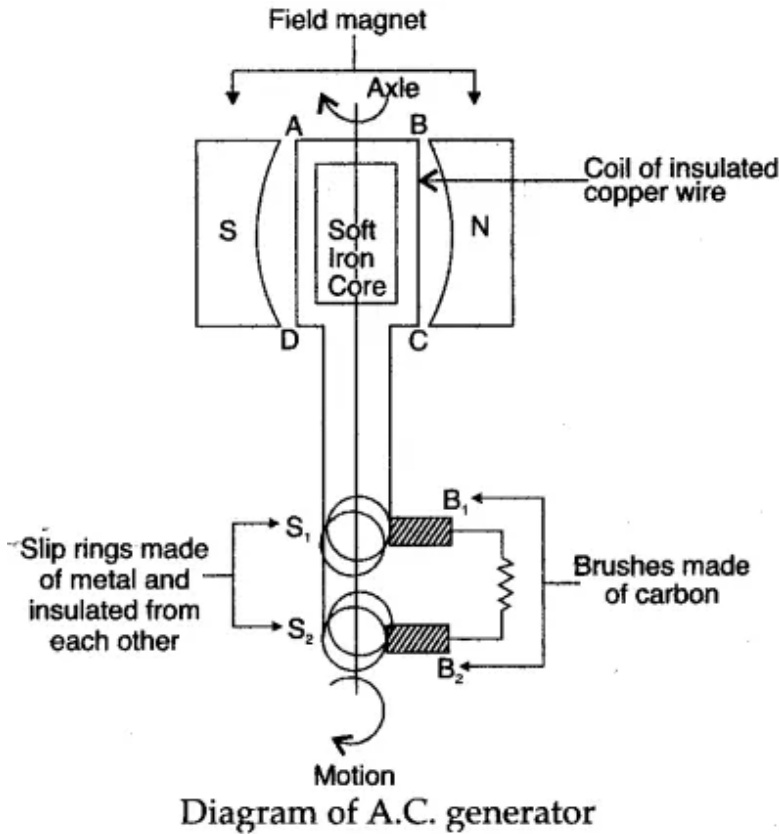 Field magnet
Axle
A
B
Coil of insulated
copper wire
S
Soft
Iron
Core
N
D
C
B₁
S₁
Slip rings made
of metal and
insulated from
each other
Brushes made
of carbon
S₂
B₂
Motion
Diagram of A.C. generator